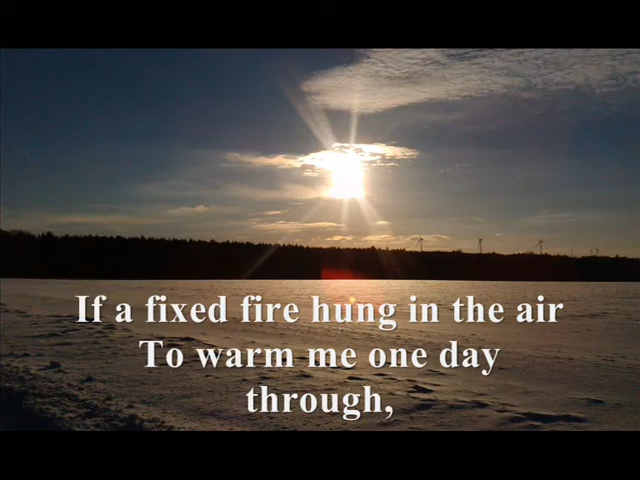 If a fixed fire hung in the air
To warm me one day
through,